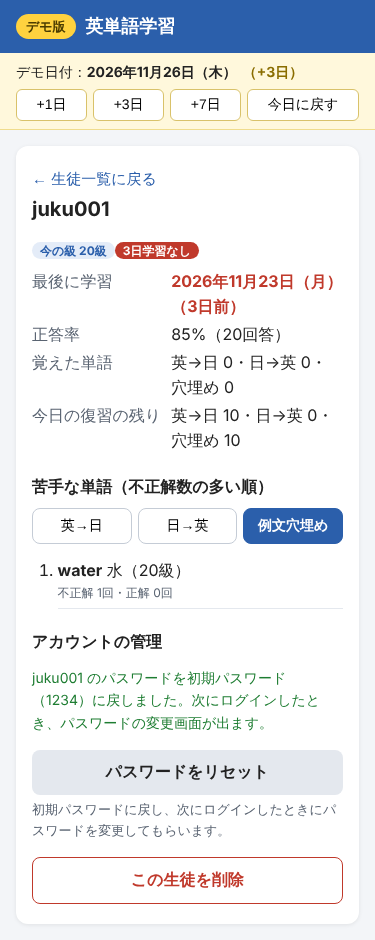 デモ版 英単語学習
デモ日付：2026年11月26日（木）（+3日）
+1日 +3日 +7日 今日に戻す
← 生徒一覧に戻る
juku001
今の級 20級 3日学習なし
最後に学習 2026年11月23日（月）
（3日前）
正答率 85%（20回答）
覚えた単語 英→日 0・日→英 0・
穴埋め 0
今日の復習の残り 英→日 10・日→英 0・
穴埋め 10
苦手な単語（不正解数の多い順）
英→日 日→英 例文穴埋め
1. water 水（20級）
不正解 1回・正解 0回
アカウントの管理
juku001 のパスワードを初期パスワード
（1234）に戻しました。次にログインしたと
き、パスワードの変更画面が出ます。
パスワードをリセット
初期パスワードに戻し、次にログインしたときにパ
スワードを変更してもらいます。
この生徒を削除